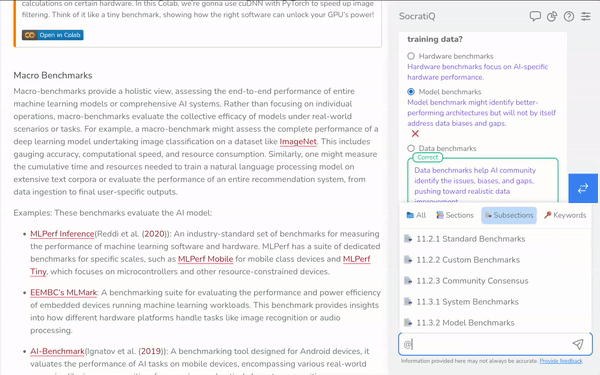 calculations on certain hardware. In this Colab, we're gonna use cuDNN with PyTorch to speed up image
filtering. Think of it like a tiny benchmark, showing how the right software can unlock your GPU's power!
Open in Colab
Macro Benchmarks
Macro-benchmarks provide a holistic view, assessing the end-to-end performance of entire
machine learning models or comprehensive AI systems. Rather than focusing on individual
operations, macro-benchmarks evaluate the collective efficacy of models under real-world
scenarios or tasks. For example, a macro-benchmark might assess the complete performance of a
deep learning model undertaking image classification on a dataset like ImageNet. This includes
gauging accuracy, computational speed, and resource consumption. Similarly, one might measure
the cumulative time and resources needed to train a natural language processing model on
extensive text corpora or evaluate the performance of an entire recommendation system, from
data ingestion to final user-specific outputs.
Examples: These benchmarks evaluate the AI model:
• MLPerf Inference(Reddi et al. (2020)): An industry-standard set of benchmarks for measuring
the performance of machine learning software and hardware. MLPerf has a suite of dedicated
benchmarks for specific scales, such as MLPerf Mobile for mobile class devices and MLPerf
Tiny, which focuses on microcontrollers and other resource-constrained devices.
• EEMBC's MLMark: A benchmarking suite for evaluating the performance and power efficiency
of embedded devices running machine learning workloads. This benchmark provides insights
into how different hardware platforms handle tasks like image recognition or audio
processing.
• AI-Benchmark(Ignatov et al. (2019)): A benchmarking tool designed for Android devices, it
valuates the performance of AI tasks on mobile devices, encompassing various real-world
SocratiQ
training data?
Hardware benchmarks
Hardware benchmarks focus on AI-specific
hardware performance.
Model benchmarks
Model benchmark might identify better-
performing architectures but will not by itself
address data biases and gaps.
Data benchmarks
Correct
Data benchmarks help AI community
identify the issues, biases, and gaps,
pushing toward realistic data
improvement
All Sections Subsections Keywords
11.2.1 Standard Benchmarks
11.2.2 Custom Benchmarks
11.2.3 Community Consensus
11.3.1 System Benchmarks
11.3.2 Model Benchmarks
@
Information provided here may not always be accurate. Provide feedback